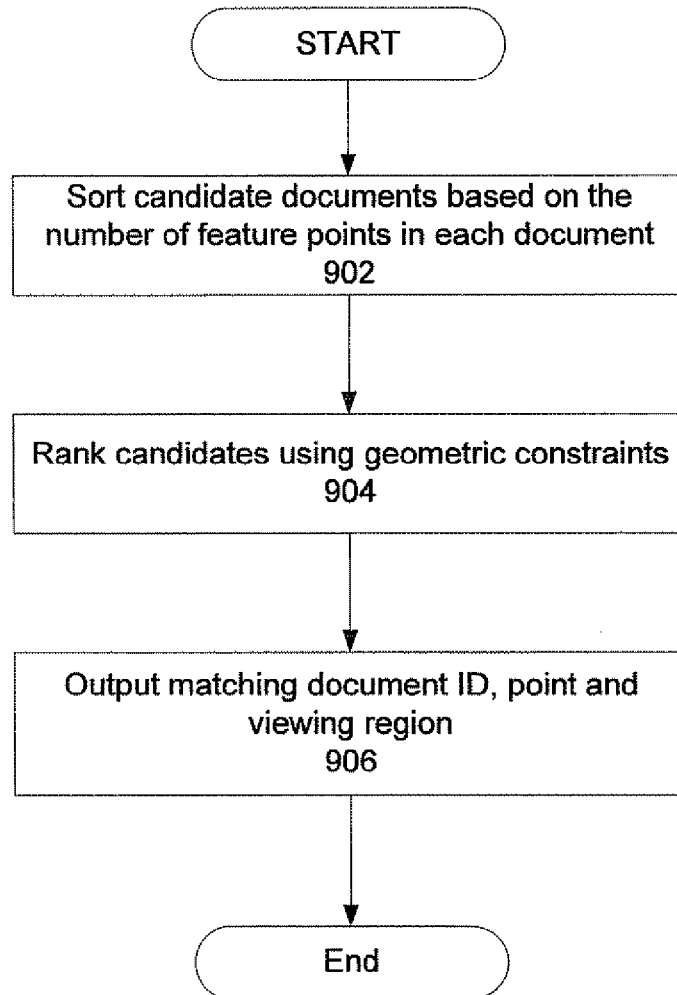 START
Sort candidate documents based on the
number of feature points in each document
902
Rank candidates using geometric constraints
904
Output matching document ID, point and
viewing region
906
End